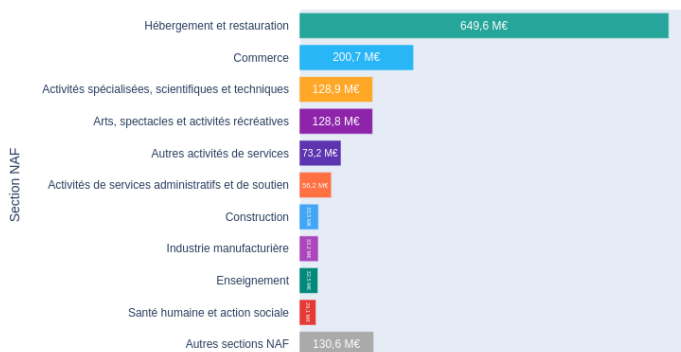 Section NAF
Hébergement et restauration 649,6 M€
Commerce 200,7 M€
Activités spécialisées, scientifiques et techniques 128,9 M€
Arts, spectacles et activités récréatives 128,8 M€
Autres activités de services 73,2 M€
Activités de services administratifs et de soutien 56,2 M€
Construction
Industrie manufacturière
Enseignement
Santé humaine et action sociale
Autres sections NAF 130,6 M€